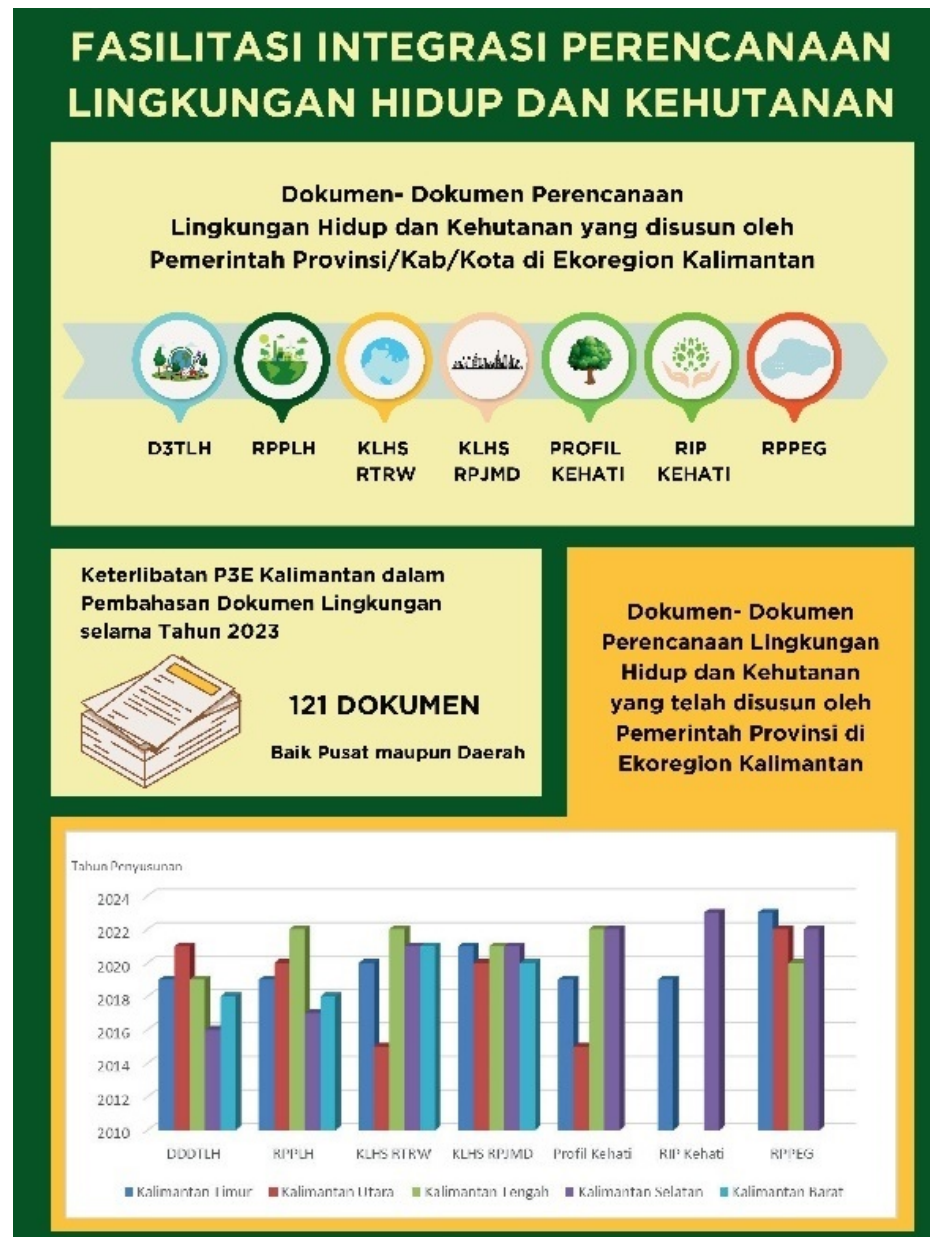 FASILITASI INTEGRASI PERENCANAAN
LINGKUNGAN HIDUP DAN KEHUTANAN
Dokumen- Dokumen Perencanaan
Lingkungan Hidup dan Kehutanan yang disusun oleh
Pemerintah Provinsi/Kab/Kota di Ekoregion Kalimantan
D3TLH
RPPLH
KLHS
RTRW
KLHS
RPJMD
PROFIL
KEHATI
RIP
KEHATI
RPPEG
Keterlibatan P3E Kalimantan dalam
Pembahasan Dokumen Lingkungan
selama Tahun 2023
121 DOKUMEN
Baik Pusat maupun Daerah
Dokumen- Dokumen
Perencanaan Lingkungan
Hidup dan Kehutanan
yang telah disusun oleh
Pemerintah Provinsi di
Ekoregion Kalimantan
Tahun Penyusunan
2024
2022
2020
2018
2016
2014
2012
2010
DDDTLH
RPPLH
KLHS RTRW
KLHS RPJMD
Profil Kehati
RIP Kehati
RPPEG
Kalimantan Timur
Kalimantan Utara
Kalimantan Tengah
Kalimantan Selatan
Kalimantan Barat